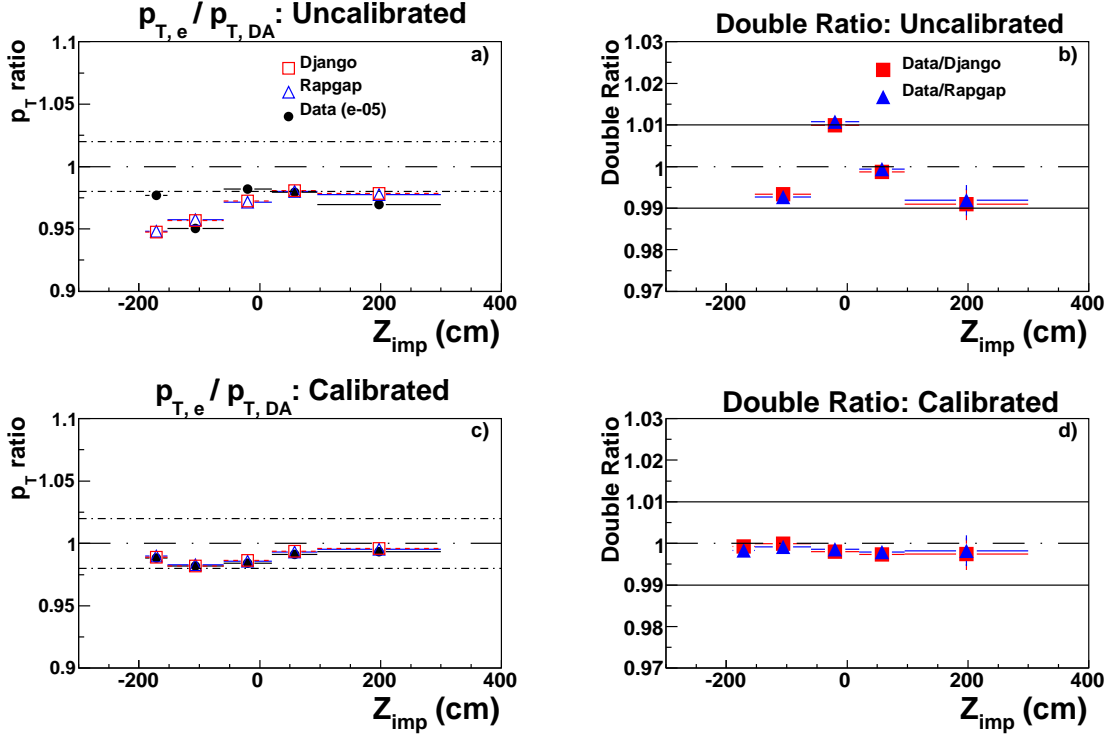 p_T, e / p_T, DA: Uncalibrated
p_T ratio
1.1
1.05
1
0.95
0.9
a)
Django
Rapgap
Data (e-05)
-200 0 200 400
Z_imp (cm)
Double Ratio: Uncalibrated
Double Ratio
1.03
1.02
1.01
1
0.99
0.98
0.97
b)
Data/Django
Data/Rapgap
-200 0 200 400
Z_imp (cm)
p_T, e / p_T, DA: Calibrated
p_T ratio
1.1
1.05
1
0.95
0.9
c)
-200 0 200 400
Z_imp (cm)
Double Ratio: Calibrated
Double Ratio
1.03
1.02
1.01
1
0.99
0.98
0.97
d)
-200 0 200 400
Z_imp (cm)